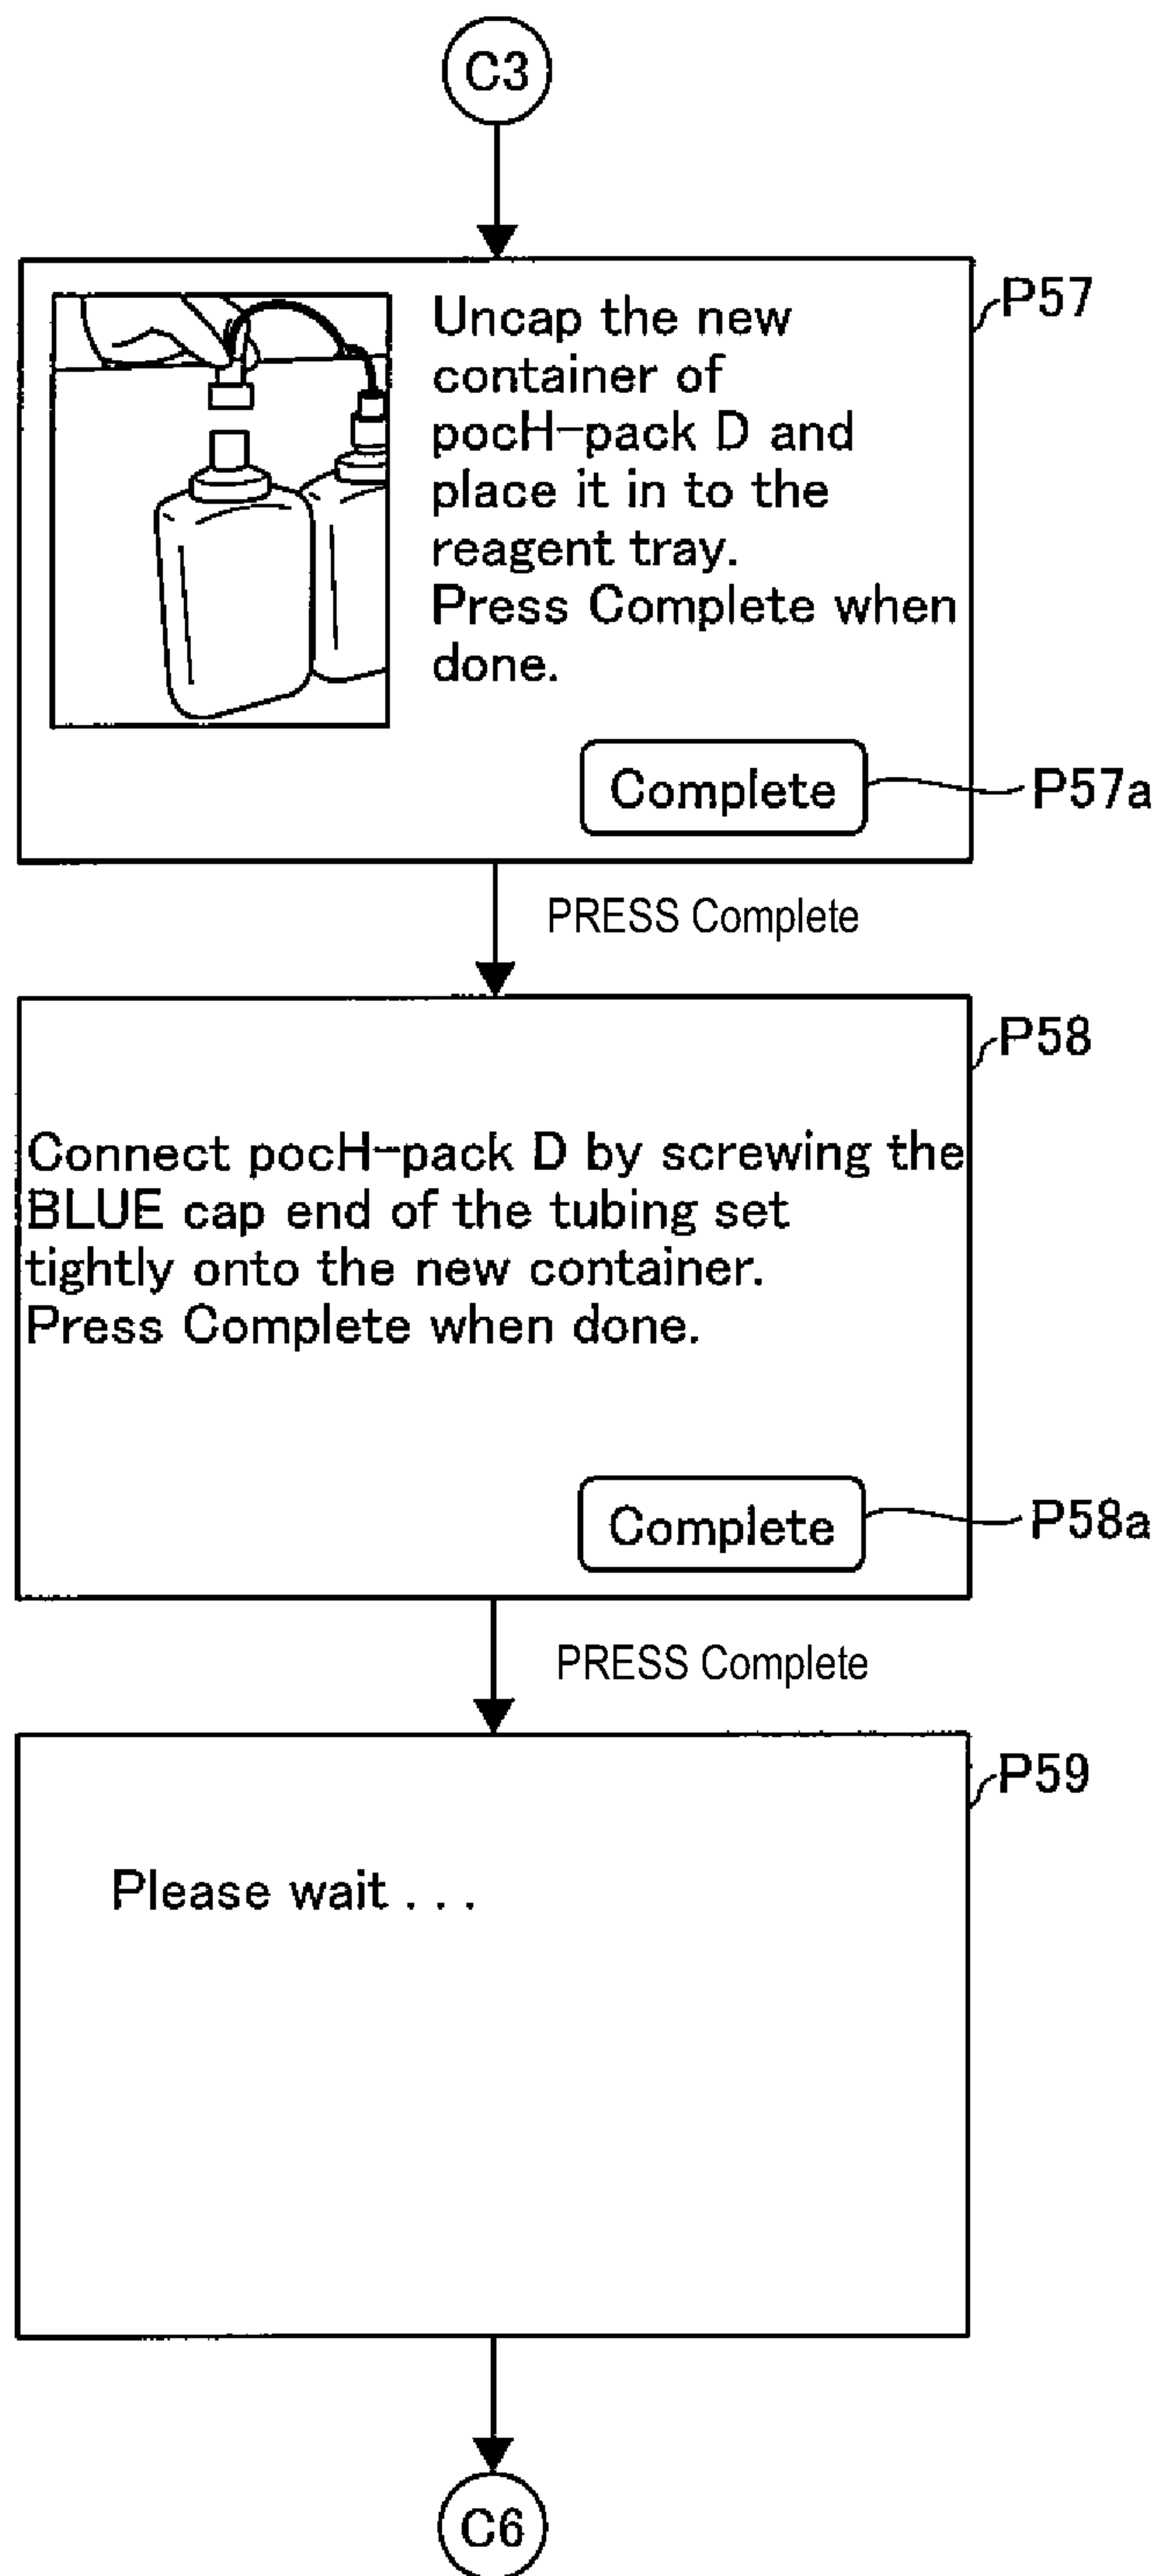 C3
P57
Uncap the new
container of
pocH-pack D and
place it in to the
reagent tray.
Press Complete when
done.
Complete
P57a
PRESS Complete
P58
Connect pocH-pack D by screwing the
BLUE cap end of the tubing set
tightly onto the new container.
Press Complete when done.
Complete
P58a
PRESS Complete
P59
Please wait . . .
C6